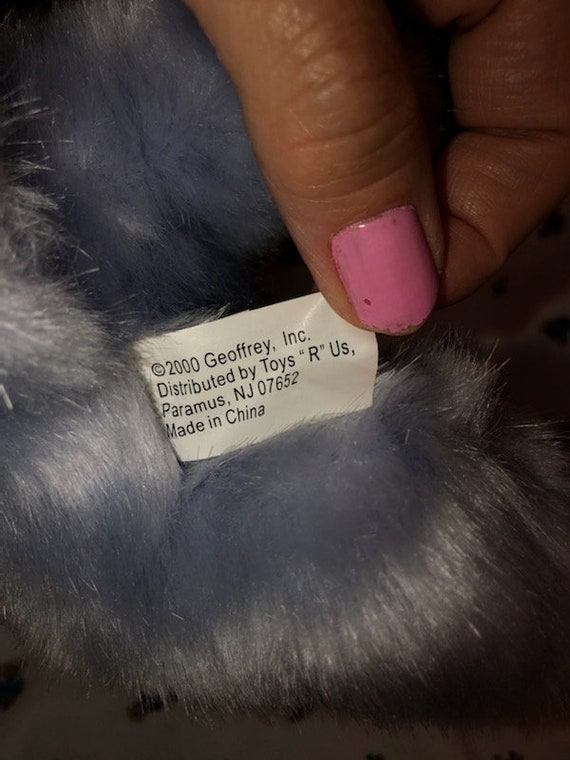 ©2000 Geoffrey, Inc.
Distributed by Toys "R" Us,
Paramus, NJ 07652
Made in China